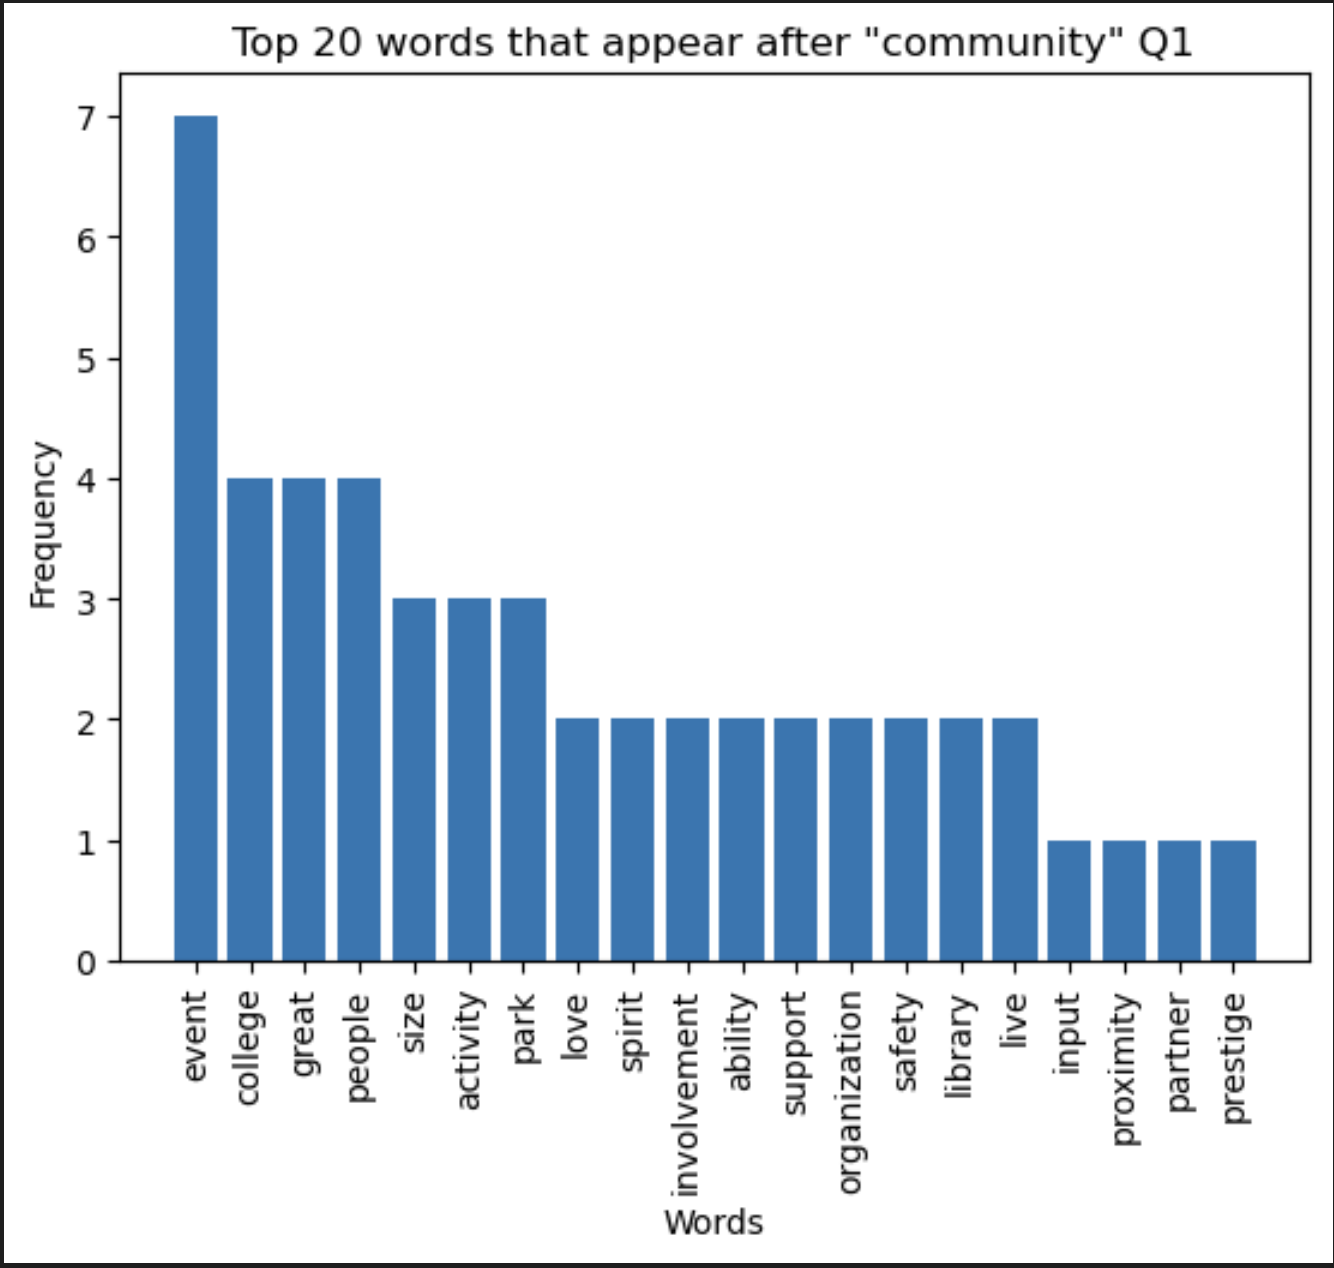 Top 20 words that appear after "community" Q1
7
6
5
4
3
2
1
0
Frequency
event
college
great
people
size
activity
park
love
spirit
involvement
ability
support
organization
safety
library
live
input
proximity
partner
prestige
Words